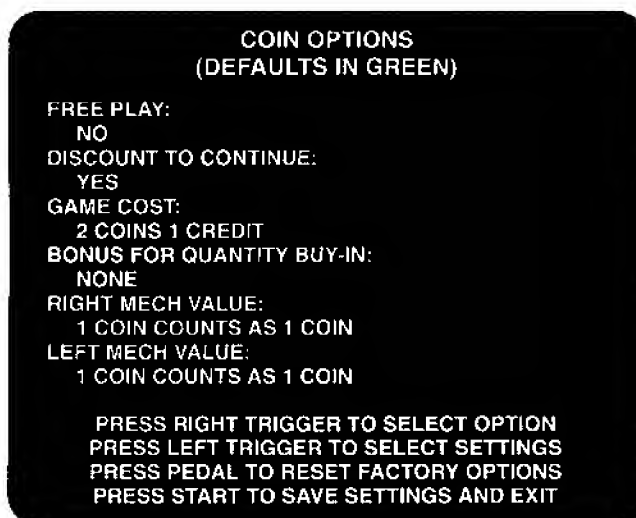 COIN OPTIONS
(DEFAULTS IN GREEN)
FREE PLAY:
NO
DISCOUNT TO CONTINUE:
YES
GAME COST:
2 COINS 1 CREDIT
BONUS FOR QUANTITY BUY-IN:
NONE
RIGHT MECH VALUE:
1 COIN COUNTS AS 1 COIN
LEFT MECH VALUE:
1 COIN COUNTS AS 1 COIN
PRESS RIGHT TRIGGER TO SELECT OPTION
PRESS LEFT TRIGGER TO SELECT SETTINGS
PRESS PEDAL TO RESET FACTORY OPTIONS
PRESS START TO SAVE SETTINGS AND EXIT